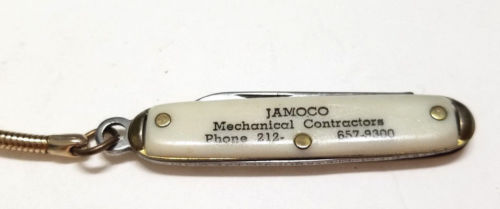 JAMOCO
Mechanical Contractors
Phone 212- 657-9300